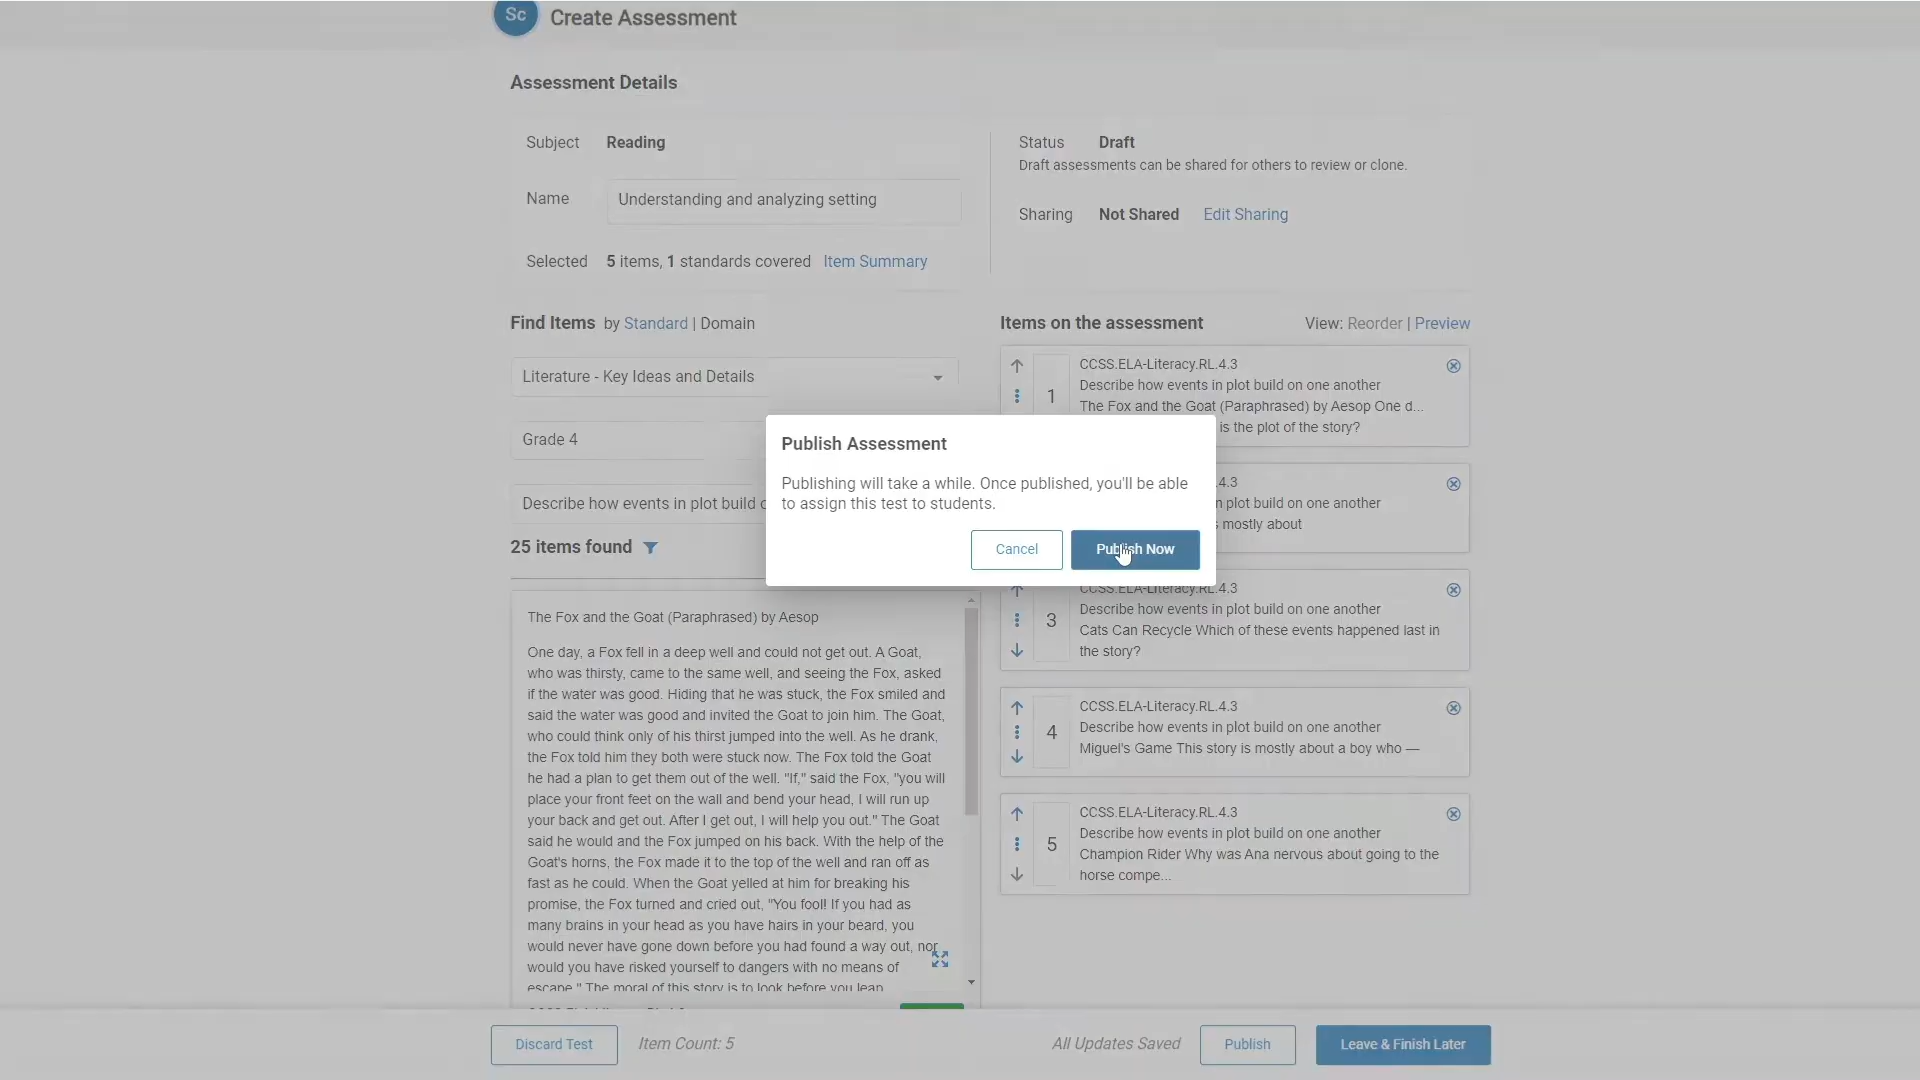 Sc Create Assessment
Assessment Details
Subject Reading
Name Understanding and analyzing setting
Selected 5 items, 1 standards covered Item Summary
Status Draft
Draft assessments can be shared for others to review or clone.
Sharing Not Shared Edit Sharing
Find Items by Standard | Domain
Literature - Key Ideas and Details
Grade 4
Describe how events in plot build
25 items found
The Fox and the Goat (Paraphrased) by Aesop
One day, a Fox fell in a deep well and could not get out. A Goat,
who was thirsty, came to the same well, and seeing the Fox, asked
if the water was good. Hiding that he was stuck, the Fox smiled and
said the water was good and invited the Goat to join him. The Goat,
who could think only of his thirst jumped into the well. As he drank,
the Fox told him they both were stuck now. The Fox told the Goat
he had a plan to get them out of the well. "If," said the Fox, "you will
place your front feet on the wall and bend your head, I will run up
your back and get out. After I get out, I will help you out." The Goat
said he would and the Fox jumped on his back. With the help of the
Goat's horns, the Fox made it to the top of the well and ran off as
fast as he could. When the Goat yelled at him for breaking his
promise, the Fox turned and cried out, "You fool! If you had as
many brains in your head as you have hairs in your beard, you
would never have gone down before you had found a way out, nor
would you have risked yourself to dangers with no means of
escape." The moral of this story is to look before you leap
Items on the assessment View: Reorder | Preview
1
CCSS.ELA-Literacy.RL.4.3
Describe how events in plot build on one another
The Fox and the Goat (Paraphrased) by Aesop One d...
is the plot of the story?
.4.3
n plot build on one another
mostly about
3
CCSS.ELA-Literacy.RL.4.3
Describe how events in plot build on one another
Cats Can Recycle Which of these events happened last in
the story?
4
CCSS.ELA-Literacy.RL.4.3
Describe how events in plot build on one another
Miguel's Game This story is mostly about a boy who —
5
CCSS.ELA-Literacy.RL.4.3
Describe how events in plot build on one another
Champion Rider Why was Ana nervous about going to the
horse compe...
Publish Assessment
Publishing will take a while. Once published, you'll be able
to assign this test to students.
Cancel Publish Now
Discard Test Item Count: 5 All Updates Saved Publish Leave & Finish Later